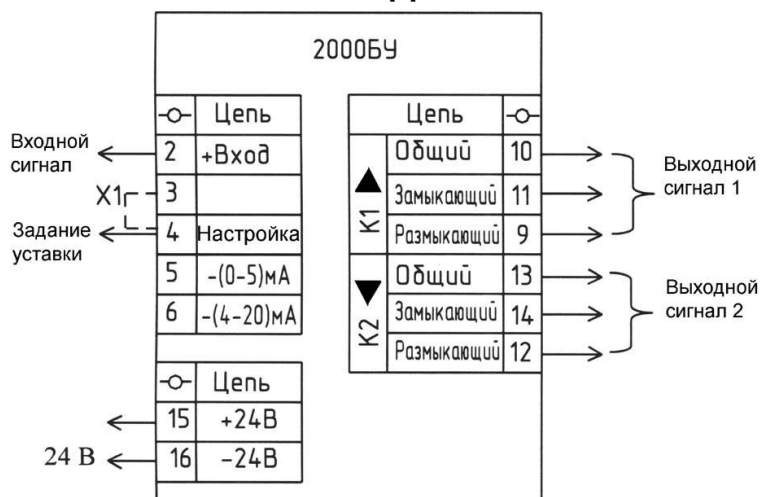 2000БУ
Цепь
2 +Вход
3
4 Настройка
5 -(0-5)мА
6 -(4-20)мА
Входной
сигнал
X1
Задание
уставки
Цепь
15 +24В
16 -24В
24 В
Цепь
К1
Общий 10
Замыкающий 11
Размыкающий 9
К2
Общий 13
Замыкающий 14
Размыкающий 12
Выходной
сигнал 1
Выходной
сигнал 2